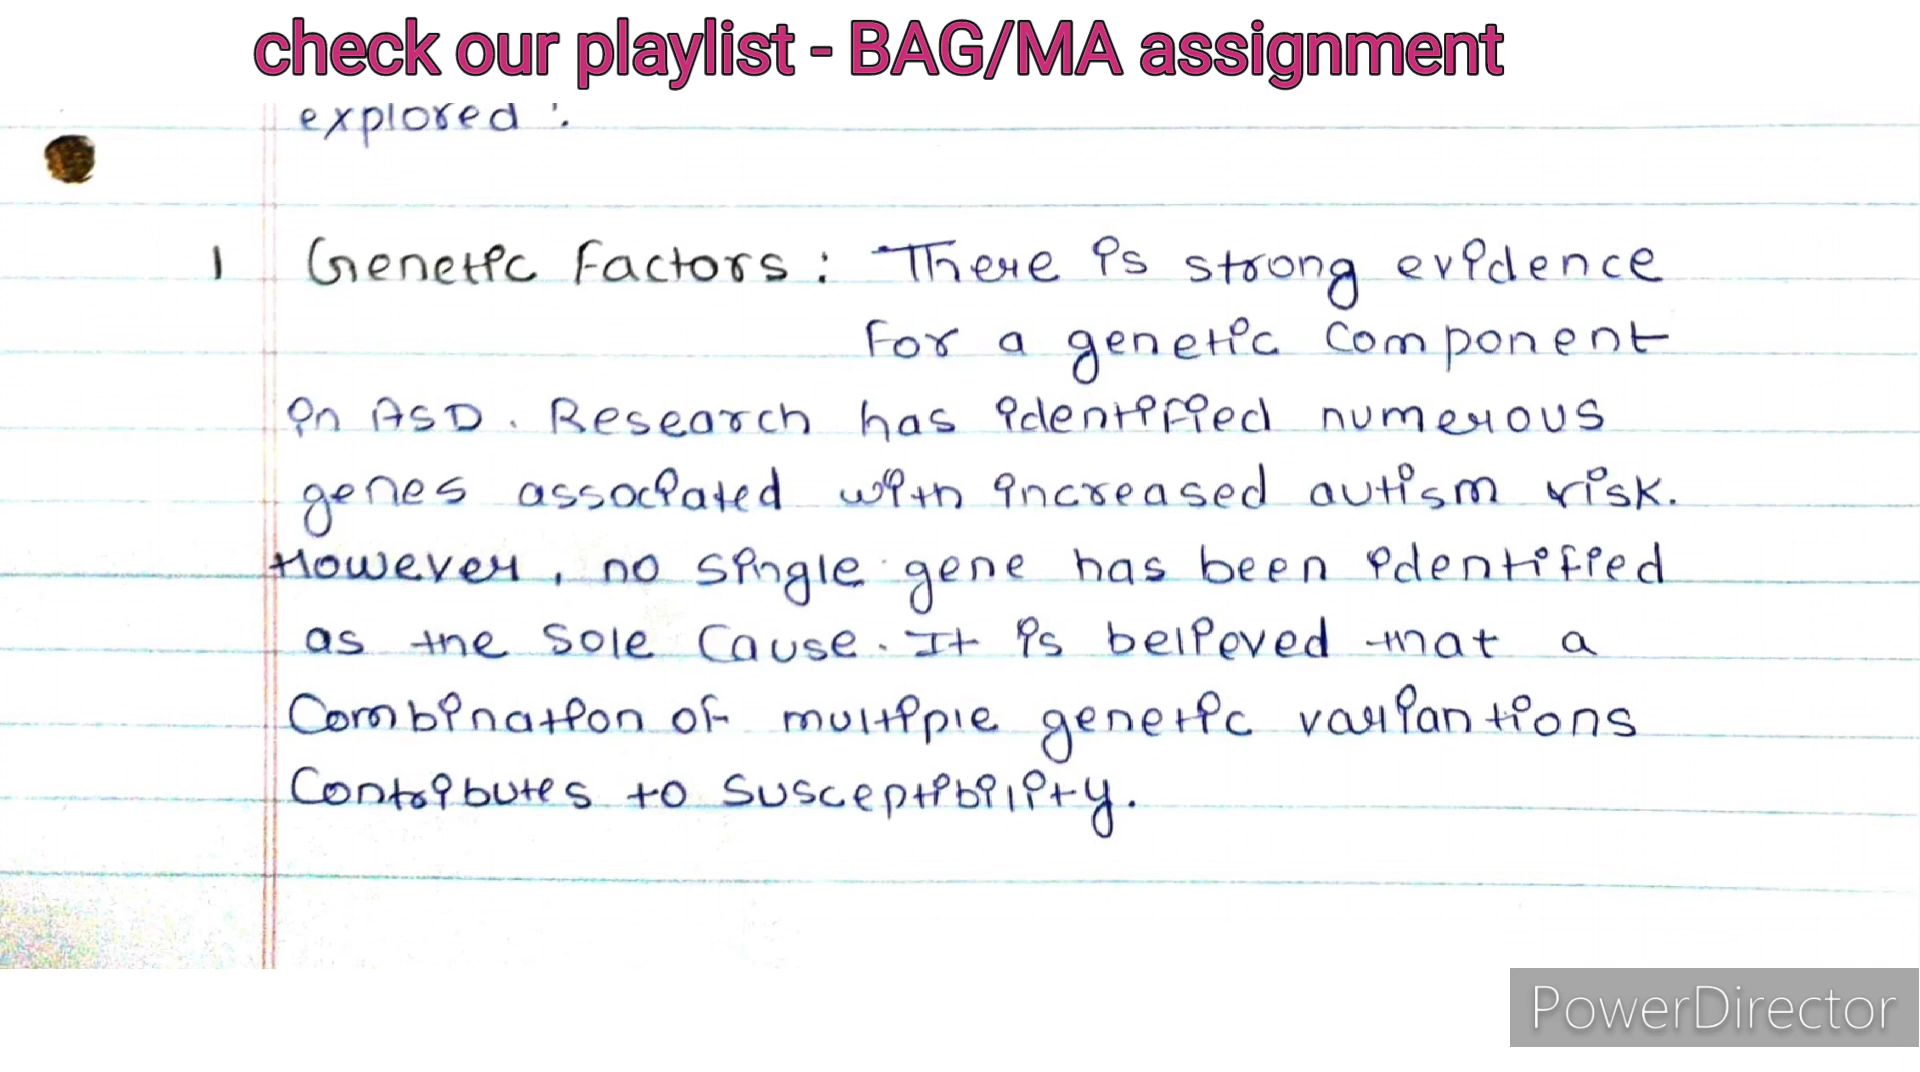 check our playlist - BAG/MA assignment
explored :
1 Genetic Factors : There is strong evidence
For a genetic component
in ASD. Research has identified numerous
genes associated with increased autism risk.
However, no single gene has been identified
as the sole cause. It is believed that a
Combination of multiple genetic variantions
Contributes to susceptibility.
PowerDirector